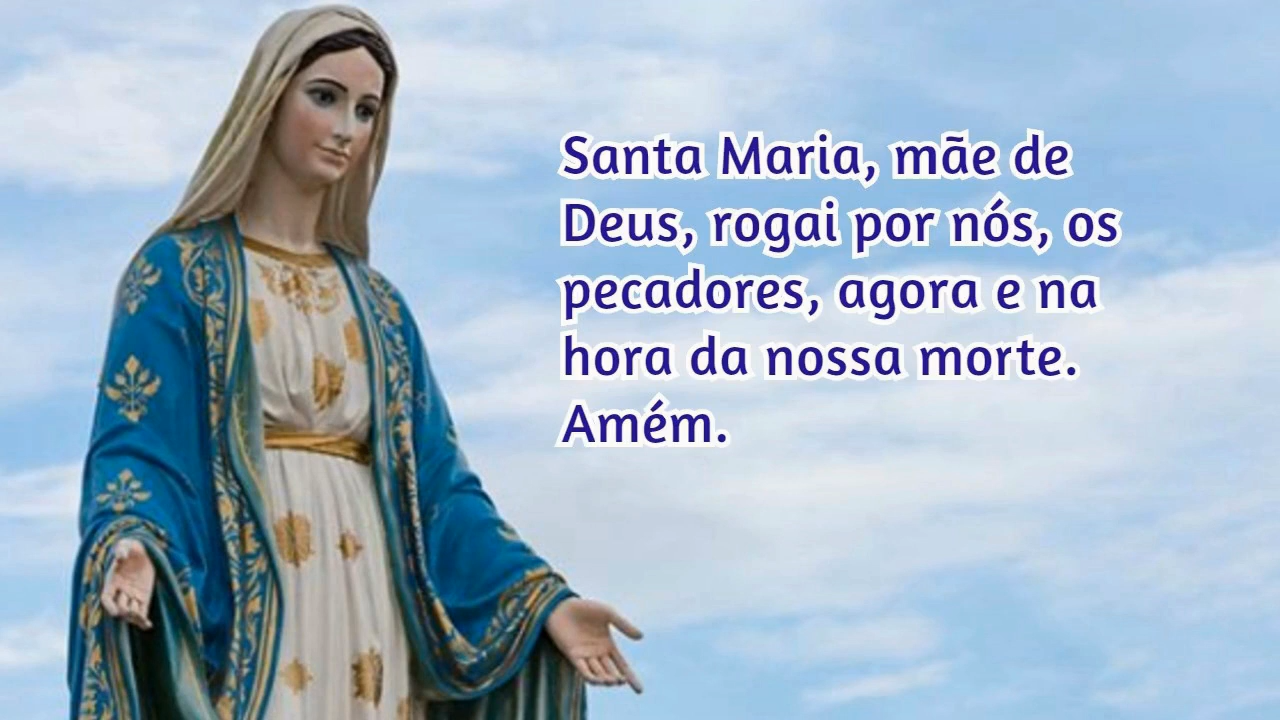 Santa Maria, mãe de
Deus, rogai por nós, os
pecadores, agora e na
hora da nossa morte.
Amém.